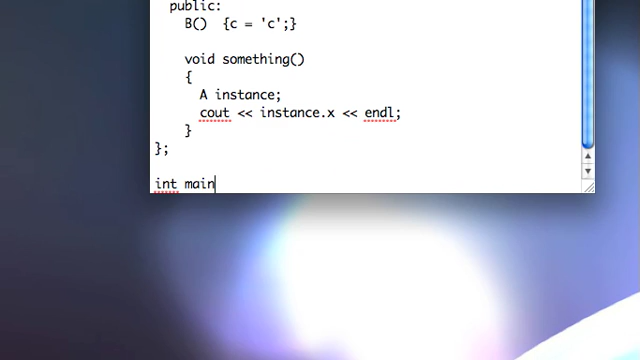 public:
B() {c = 'c';}
void something()
{
A instance;
cout << instance.x << endl;
}
};
int main